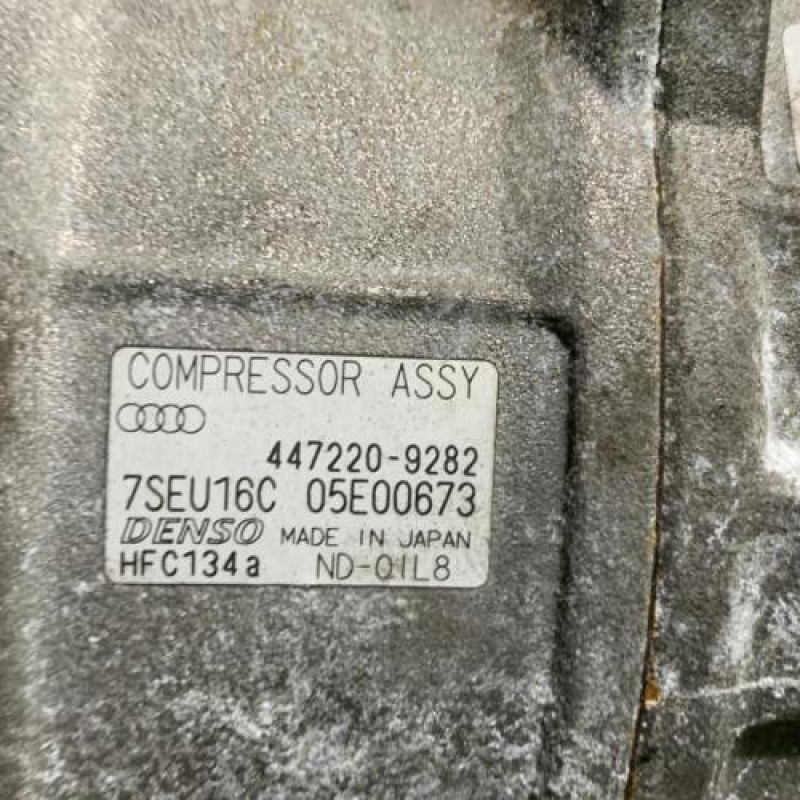 COMPRESSOR ASSY
447220-9282
7SEU16C 05E00673
DENSO MADE IN JAPAN
HFC134a ND-OIL8